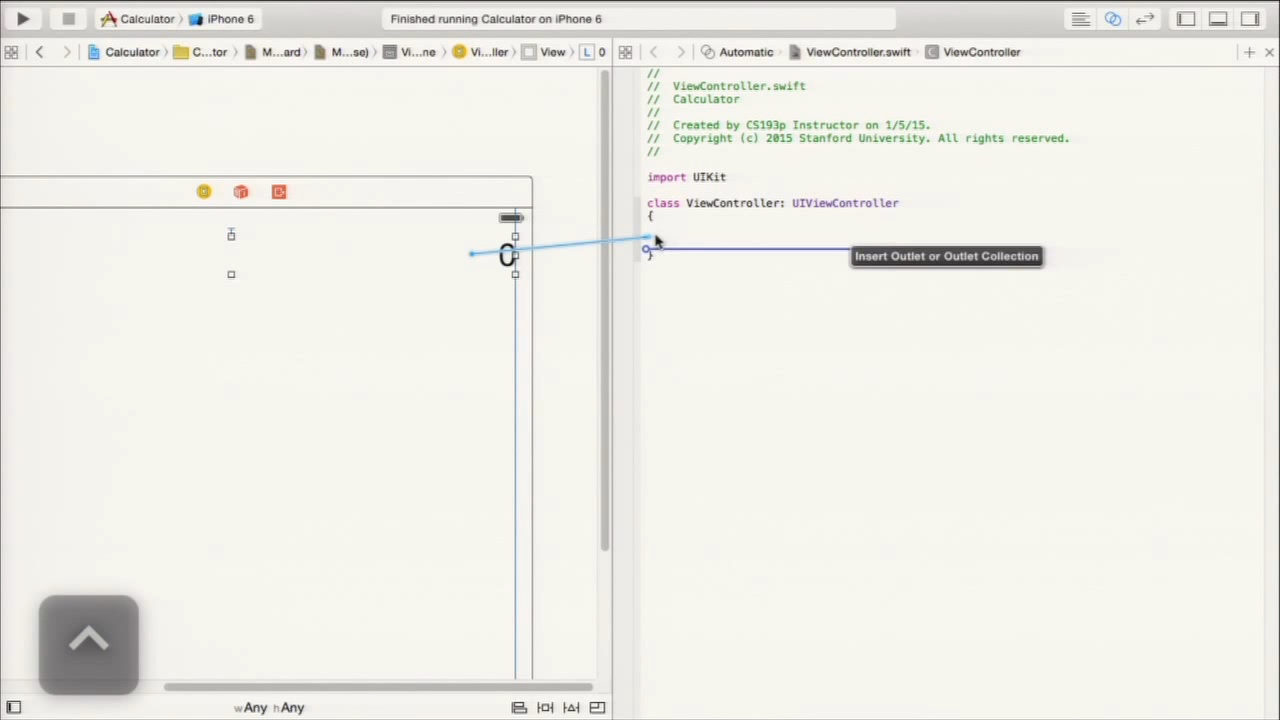 Calculator iPhone 6
Finished running Calculator on iPhone 6
Calculator C...tor M...ard M...se) Vi...ne Vi...ller View L 0
Automatic ViewController.swift C ViewController
//
// ViewController.swift
// Calculator
//
// Created by CS193p Instructor on 1/5/15.
// Copyright (c) 2015 Stanford University. All rights reserved.
//
import UIKit
class ViewController: UIViewController
{
0
Insert Outlet or Outlet Collection
}
wAny hAny